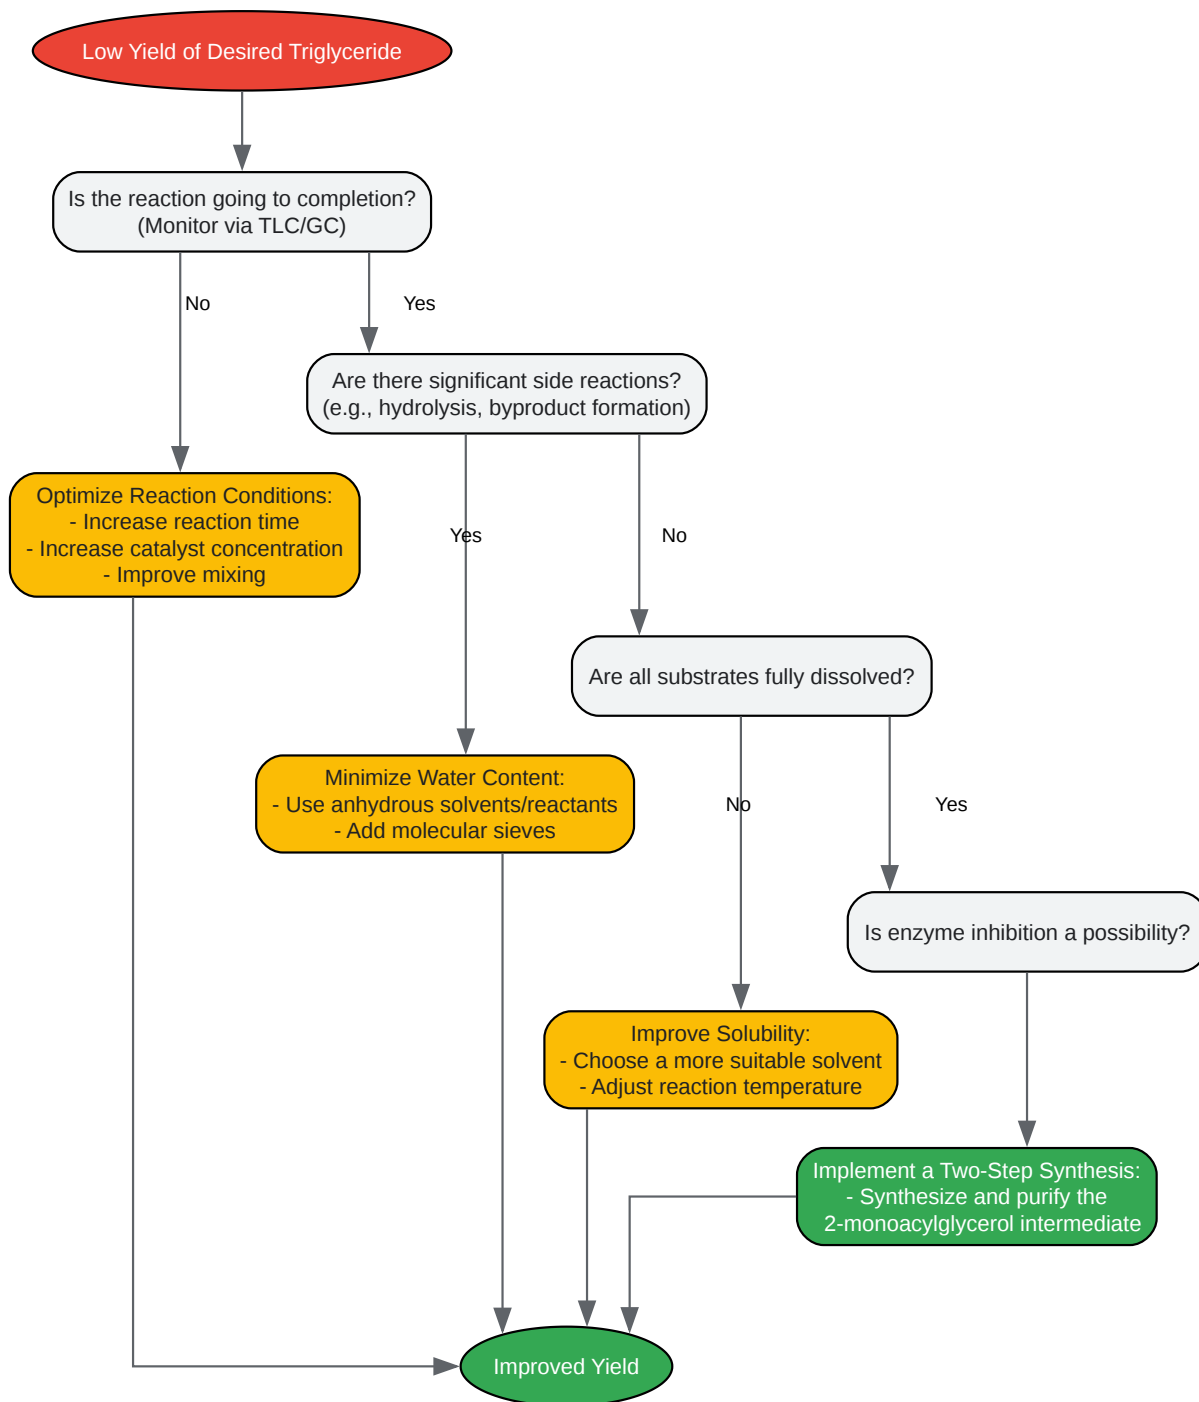 Low Yield of Desired Triglyceride
Is the reaction going to completion?
(Monitor via TLC/GC)
No
Yes
Are there significant side reactions?
(e.g., hydrolysis, byproduct formation)
Optimize Reaction Conditions:
- Increase reaction time
- Increase catalyst concentration
- Improve mixing
Yes
No
Are all substrates fully dissolved?
Minimize Water Content:
- Use anhydrous solvents/reactants
- Add molecular sieves
No
Yes
Is enzyme inhibition a possibility?
Improve Solubility:
- Choose a more suitable solvent
- Adjust reaction temperature
Implement a Two-Step Synthesis:
- Synthesize and purify the
2-monoacylglycerol intermediate
Improved Yield